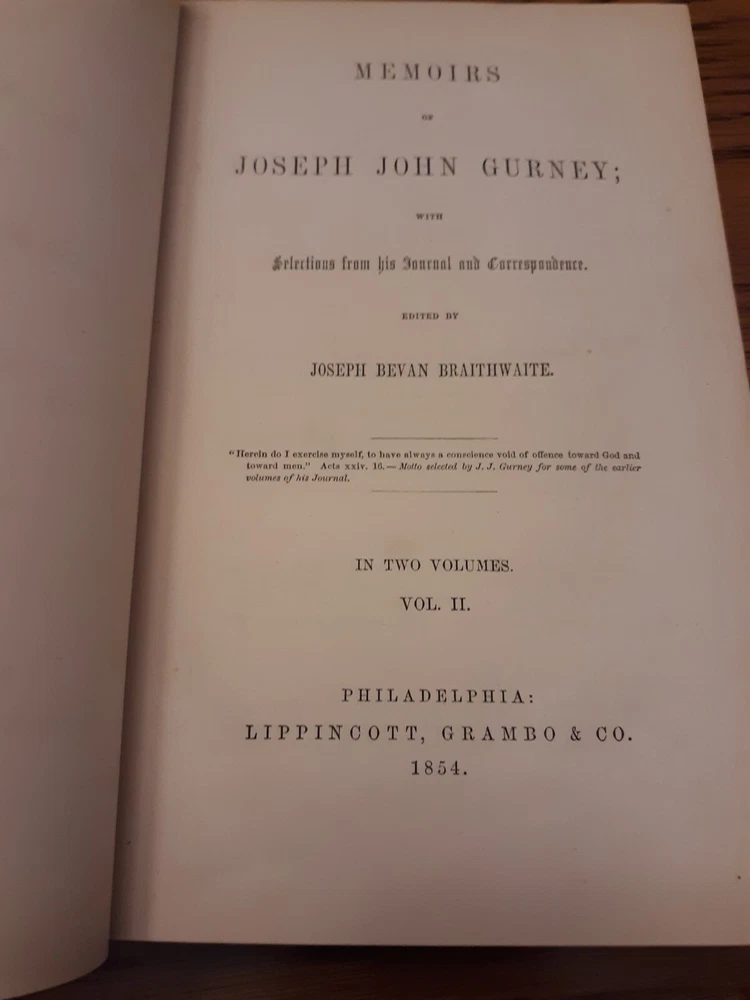 MEMOIRS
OF
JOSEPH JOHN GURNEY;
WITH
Selections from his Journal and Correspondence.
EDITED BY
JOSEPH BEVAN BRAITHWAITE.
"Herein do I exercise myself, to have always a conscience void of offence toward God and
toward men." Acts xxiv. 16.—Motto selected by J. J. Gurney for some of the earlier
volumes of his Journal.
IN TWO VOLUMES.
VOL. II.
PHILADELPHIA:
LIPPINCOTT, GRAMBO & CO.
1854.